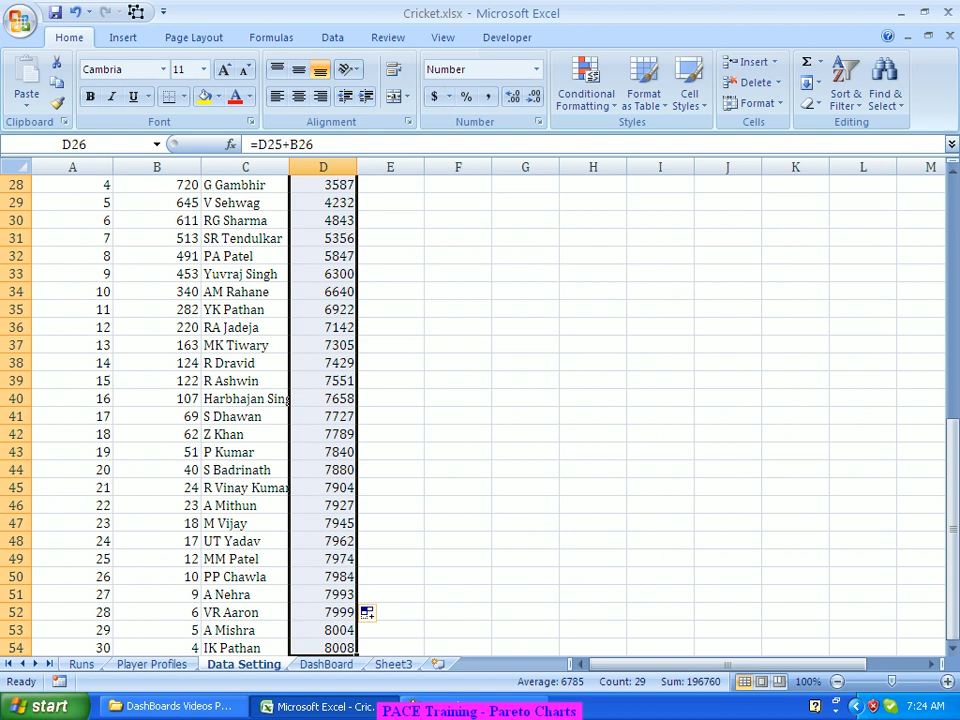 Cricket.xlsx - Microsoft Excel
Home Insert Page Layout Formulas Data Review View Developer
Cambria 11 Number Insert Σ
Paste B I U $ % , Conditional Formatting Format as Table Cell Styles Delete Format Sort & Filter Find & Select
Clipboard Font Alignment Number Styles Cells Editing
D26 fx =D25+B26
A B C D E F G H I J K L M
28 4 720 G Gambhir 3587
29 5 645 V Sehwag 4232
30 6 611 RG Sharma 4843
31 7 513 SR Tendulkar 5356
32 8 491 PA Patel 5847
33 9 453 Yuvraj Singh 6300
34 10 340 AM Rahane 6640
35 11 282 YK Pathan 6922
36 12 220 RA Jadeja 7142
37 13 163 MK Tiwary 7305
38 14 124 R Dravid 7429
39 15 122 R Ashwin 7551
40 16 107 Harbhajan Sing 7658
41 17 69 S Dhawan 7727
42 18 62 Z Khan 7789
43 19 51 P Kumar 7840
44 20 40 S Badrinath 7880
45 21 24 R Vinay Kumar 7904
46 22 23 A Mithun 7927
47 23 18 M Vijay 7945
48 24 17 UT Yadav 7962
49 25 12 MM Patel 7974
50 26 10 PP Chawla 7984
51 27 9 A Nehra 7993
52 28 6 VR Aaron 7999
53 29 5 A Mishra 8004
54 30 4 IK Pathan 8008
Runs Player Profiles Data Setting DashBoard Sheet3
Ready Average: 6785 Count: 29 Sum: 196760 100%
start DashBoards Videos P... Microsoft Excel - Cric... 7:24 AM
PACE Training - Pareto Charts